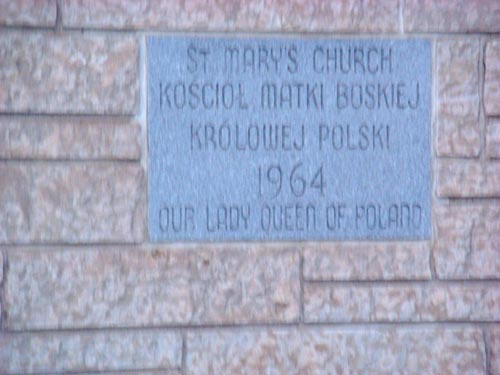 ST MARY'S CHURCH
KOŚCIOŁ MATKI BOSKIEJ
KRÓLOWEJ POLSKI
1964
OUR LADY QUEEN OF POLAND